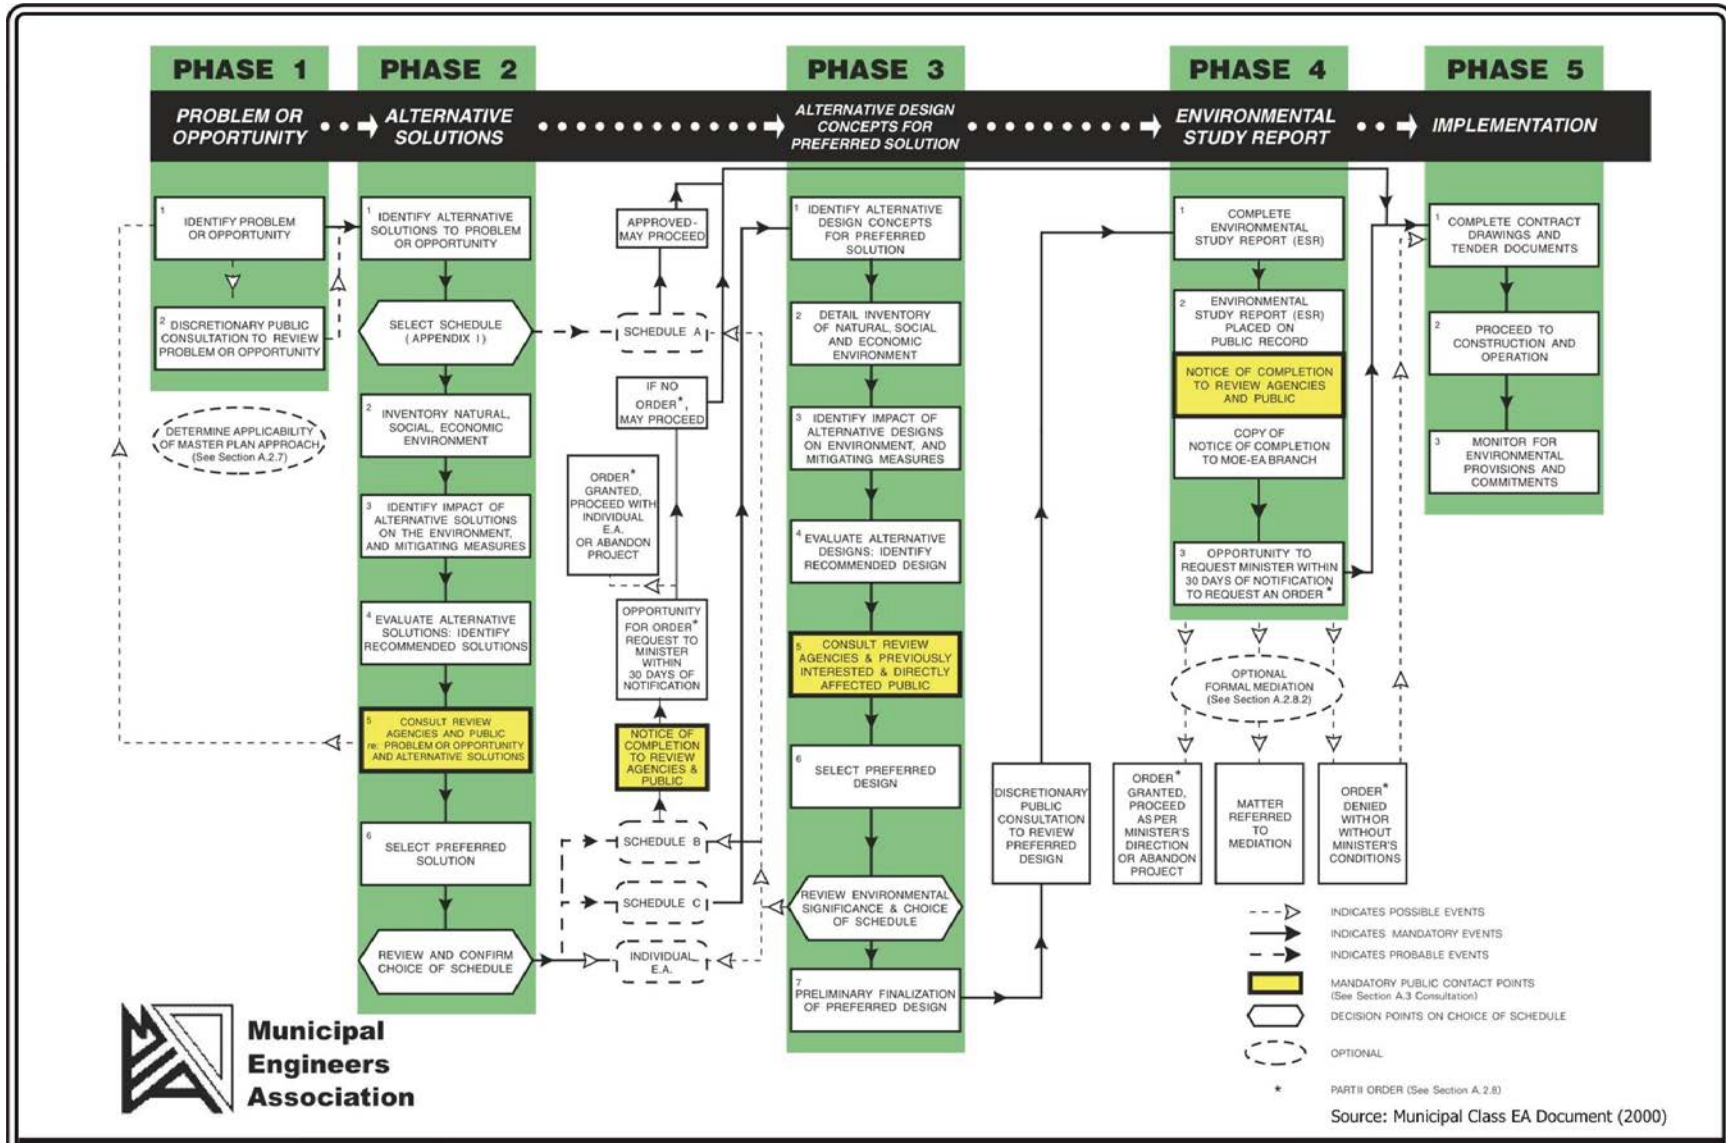 PHASE 1
PROBLEM OR
OPPORTUNITY
1
IDENTIFY PROBLEM
OR OPPORTUNITY
2
DISCRETIONARY PUBLIC
CONSULTATION TO REVIEW
PROBLEM OR OPPORTUNITY
DETERMINE APPLICABILITY
OF MASTER PLAN APPROACH
(See Section A.2.7)
PHASE 2
ALTERNATIVE
SOLUTIONS
1
IDENTIFY ALTERNATIVE
SOLUTIONS TO PROBLEM
OR OPPORTUNITY
SELECT SCHEDULE
(APPENDIX I)
2
INVENTORY NATURAL,
SOCIAL, ECONOMIC
ENVIRONMENT
3
IDENTIFY IMPACT OF
ALTERNATIVE SOLUTIONS
ON THE ENVIRONMENT,
AND MITIGATING MEASURES
4
EVALUATE ALTERNATIVE
SOLUTIONS: IDENTIFY
RECOMMENDED SOLUTIONS
5
CONSULT REVIEW
AGENCIES AND PUBLIC
re: PROBLEM OR OPPORTUNITY
AND ALTERNATIVE SOLUTIONS
6
SELECT PREFERRED
SOLUTION
REVIEW AND CONFIRM
CHOICE OF SCHEDULE
APPROVED-
MAY PROCEED
SCHEDULE A
IF NO
ORDER*,
MAY PROCEED
ORDER*
GRANTED,
PROCEED WITH
INDIVIDUAL
E.A.
OR ABANDON
PROJECT
OPPORTUNITY
FOR ORDER*
REQUEST TO
MINISTER
WITHIN
30 DAYS OF
NOTIFICATION
NOTICE OF
COMPLETION
TO REVIEW
AGENCIES &
PUBLIC
SCHEDULE B
SCHEDULE C
INDIVIDUAL
E.A.
PHASE 3
ALTERNATIVE DESIGN
CONCEPTS FOR
PREFERRED SOLUTION
1
IDENTIFY ALTERNATIVE
DESIGN CONCEPTS
FOR PREFERRED
SOLUTION
2
DETAIL INVENTORY
OF NATURAL, SOCIAL
AND ECONOMIC
ENVIRONMENT
3
IDENTIFY IMPACT OF
ALTERNATIVE DESIGNS
ON ENVIRONMENT, AND
MITIGATING MEASURES
4
EVALUATE ALTERNATIVE
DESIGNS: IDENTIFY
RECOMMENDED DESIGN
5
CONSULT REVIEW
AGENCIES & PREVIOUSLY
INTERESTED & DIRECTLY
AFFECTED PUBLIC
6
SELECT PREFERRED
DESIGN
REVIEW ENVIRONMENTAL
SIGNIFICANCE & CHOICE
OF SCHEDULE
7
PRELIMINARY FINALIZATION
OF PREFERRED DESIGN
DISCRETIONARY
PUBLIC
CONSULTATION
TO REVIEW
PREFERRED
DESIGN
PHASE 4
ENVIRONMENTAL
STUDY REPORT
1
COMPLETE
ENVIRONMENTAL
STUDY REPORT (ESR)
2
ENVIRONMENTAL
STUDY REPORT (ESR)
PLACED ON
PUBLIC RECORD
NOTICE OF COMPLETION
TO REVIEW AGENCIES
AND PUBLIC
COPY OF
NOTICE OF COMPLETION
TO MOE-EA BRANCH
3
OPPORTUNITY TO
REQUEST MINISTER WITHIN
30 DAYS OF NOTIFICATION
TO REQUEST AN ORDER*
OPTIONAL
FORMAL MEDIATION
(See Section A.2.8.2)
ORDER*
GRANTED,
PROCEED
AS PER
MINISTER'S
DIRECTION
OR ABANDON
PROJECT
MATTER
REFERRED
TO
MEDIATION
ORDER*
DENIED
WITH OR
WITHOUT
MINISTER'S
CONDITIONS
PHASE 5
IMPLEMENTATION
1
COMPLETE CONTRACT
DRAWINGS AND
TENDER DOCUMENTS
2
PROCEED TO
CONSTRUCTION AND
OPERATION
3
MONITOR FOR
ENVIRONMENTAL
PROVISIONS AND
COMMITMENTS
INDICATES POSSIBLE EVENTS
INDICATES MANDATORY EVENTS
INDICATES PROBABLE EVENTS
MANDATORY PUBLIC CONTACT POINTS
(See Section A.3 Consultation)
DECISION POINTS ON CHOICE OF SCHEDULE
OPTIONAL
* PART II ORDER (See Section A.2.8)
Municipal
Engineers
Association
Source: Municipal Class EA Document (2000)